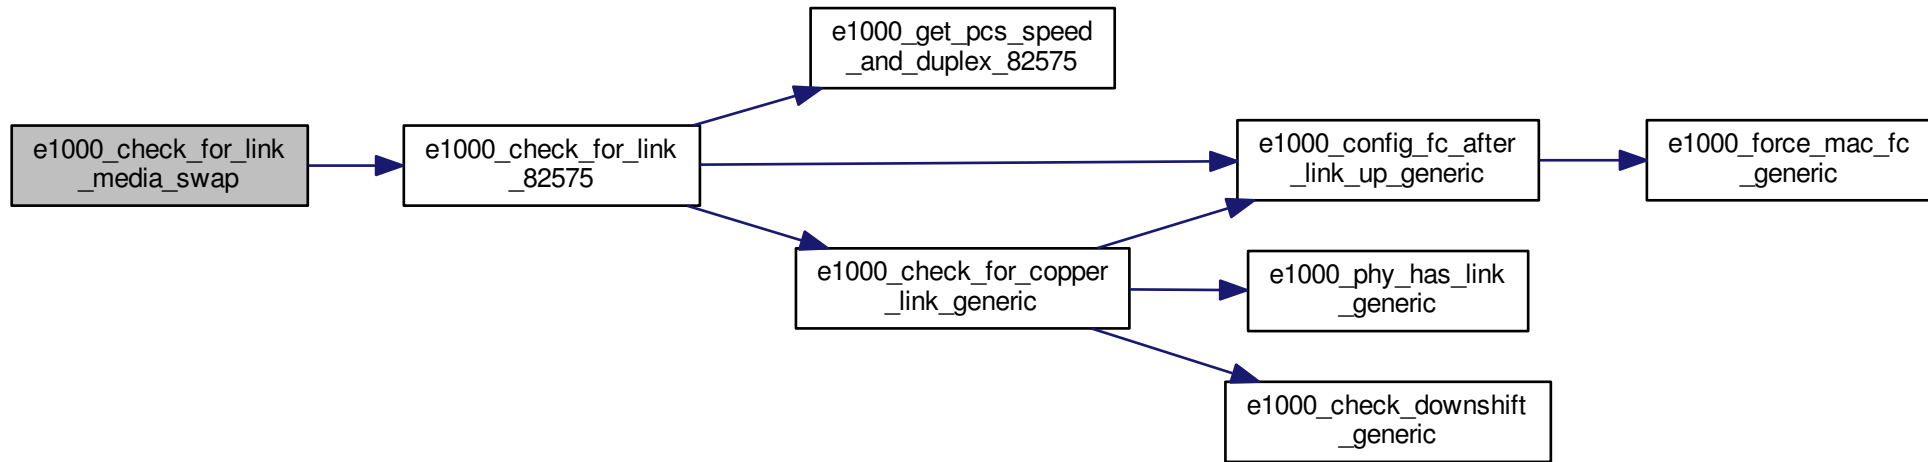 e1000_check_for_link
_media_swap
e1000_check_for_link
_82575
e1000_get_pcs_speed
_and_duplex_82575
e1000_check_for_copper
_link_generic
e1000_config_fc_after
_link_up_generic
e1000_phy_has_link
_generic
e1000_check_downshift
_generic
e1000_force_mac_fc
_generic